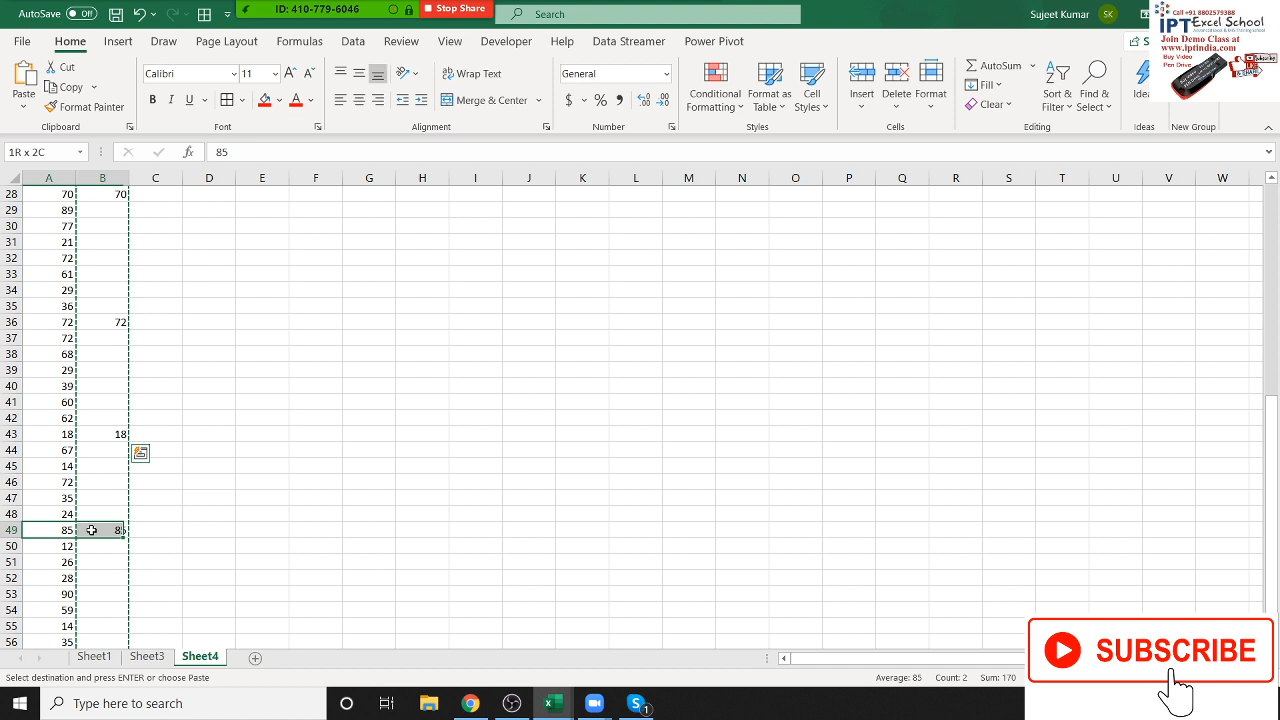 AutoSave Off ID: 410-779-6046 Stop Share Search Sujeet Kumar SK
Call +91 8802579388
IPT Excel School
Advanced Excel & MIS Training School
Join Demo Class at
www.iptindia.com
Buy Video
Pen Drive
File Home Insert Draw Page Layout Formulas Data Review View Developer Help Data Streamer Power Pivot
Paste Cut Copy Format Painter
Calibri 11
B I U
Wrap Text
Merge & Center
General
$ % ,
Conditional Formatting
Format as Table
Cell Styles
Insert Delete Format
AutoSum
Fill
Clear
Sort & Filter
Find & Select
Clipboard Font Alignment Number Styles Cells Editing Ideas New Group
1R x 2C fx 85
A B C D E F G H I J K L M N O P Q R S T U V W
28 70 70
29 89
30 77
31 21
32 72
33 61
34 29
35 36
36 72 72
37 72
38 68
39 29
40 39
41 60
42 62
43 18 18
44 67
45 14
46 72
47 35
48 24
49 85 85
50 12
51 26
52 28
53 90
54 59
55 14
56 35
Sheet1 Sheet3 Sheet4
SUBSCRIBE
Select destination and press ENTER or choose Paste Average: 85 Count: 2 Sum: 170
Type here to search